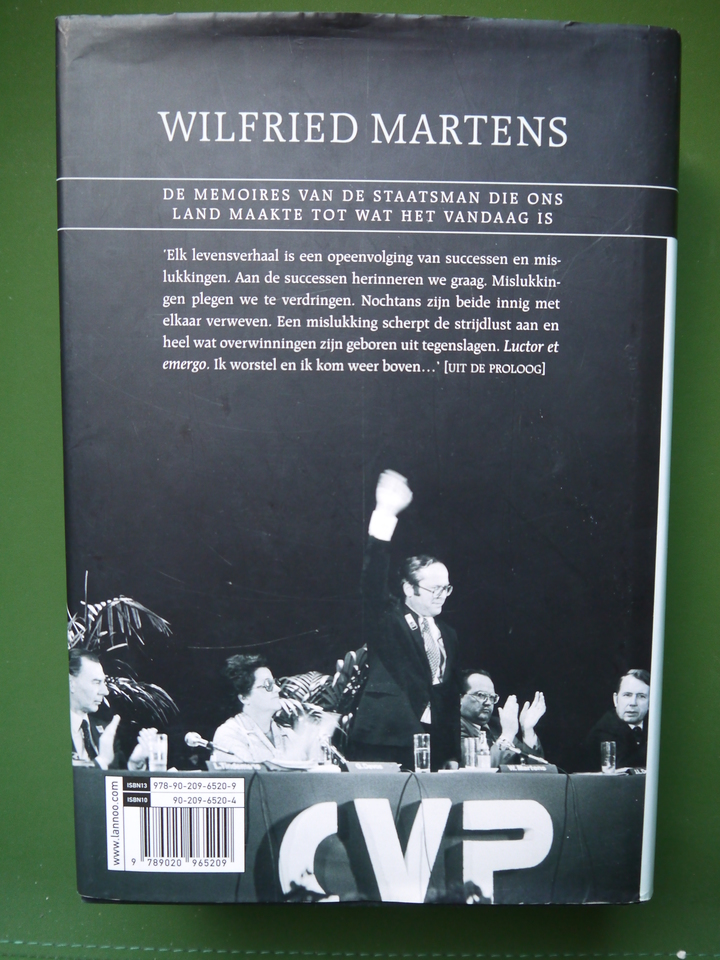 WILFRIED MARTENS
DE MEMOIRES VAN DE STAATSMAN DIE ONS
LAND MAAKTE TOT WAT HET VANDAAG IS
'Elk levensverhaal is een opeenvolging van successen en mis-
lukkingen. Aan de successen herinneren we graag. Mislukkin-
gen plegen we te verdringen. Nochtans zijn beide innig met
elkaar verweven. Een mislukking scherpt de strijdlust aan en
heel wat overwinningen zijn geboren uit tegenslagen. Luctor et
emergo. Ik worstel en ik kom weer boven...' [UIT DE PROLOOG]
CVP
www.lannoo.com
ISBN13 978-90-209-6520-9
ISBN10 90-209-6520-4
9 789020 965209